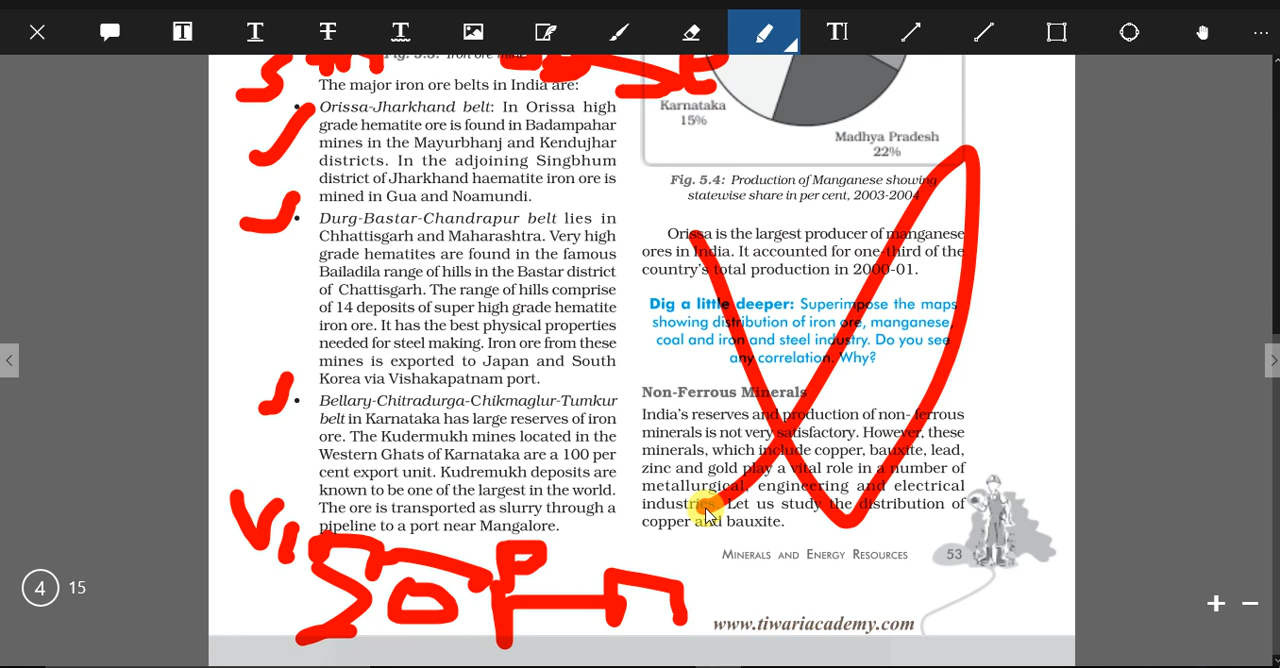 Fig. 5.3: Iron ore mine
The major iron ore belts in India are:
• Orissa-Jharkhand belt: In Orissa high
grade hematite ore is found in Badampahar
mines in the Mayurbhanj and Kendujhar
districts. In the adjoining Singbhum
district of Jharkhand haematite iron ore is
mined in Gua and Noamundi.
• Durg-Bastar-Chandrapur belt lies in
Chhattisgarh and Maharashtra. Very high
grade hematites are found in the famous
Bailadila range of hills in the Bastar district
of Chattisgarh. The range of hills comprise
of 14 deposits of super high grade hematite
iron ore. It has the best physical properties
needed for steel making. Iron ore from these
mines is exported to Japan and South
Korea via Vishakapatnam port.
• Bellary-Chitradurga-Chikmaglur-Tumkur
belt in Karnataka has large reserves of iron
ore. The Kudermukh mines located in the
Western Ghats of Karnataka are a 100 per
cent export unit. Kudremukh deposits are
known to be one of the largest in the world.
The ore is transported as slurry through a
pipeline to a port near Mangalore.
Karnataka
15%
Madhya Pradesh
22%
Fig. 5.4: Production of Manganese showing
statewise share in per cent, 2003-2004
Orissa is the largest producer of manganese
ores in India. It accounted for one-third of the
country's total production in 2000-01.
Dig a little deeper: Superimpose the maps
showing distribution of iron ore, manganese,
coal and iron and steel industry. Do you see
any correlation. Why?
Non-Ferrous Minerals
India's reserves and production of non- ferrous
minerals is not very satisfactory. However, these
minerals, which include copper, bauxite, lead,
zinc and gold play a vital role in a number of
metallurgical, engineering and electrical
industries. Let us study the distribution of
copper and bauxite.
MINERALS AND ENERGY RESOURCES 53
www.tiwariacademy.com
4 15